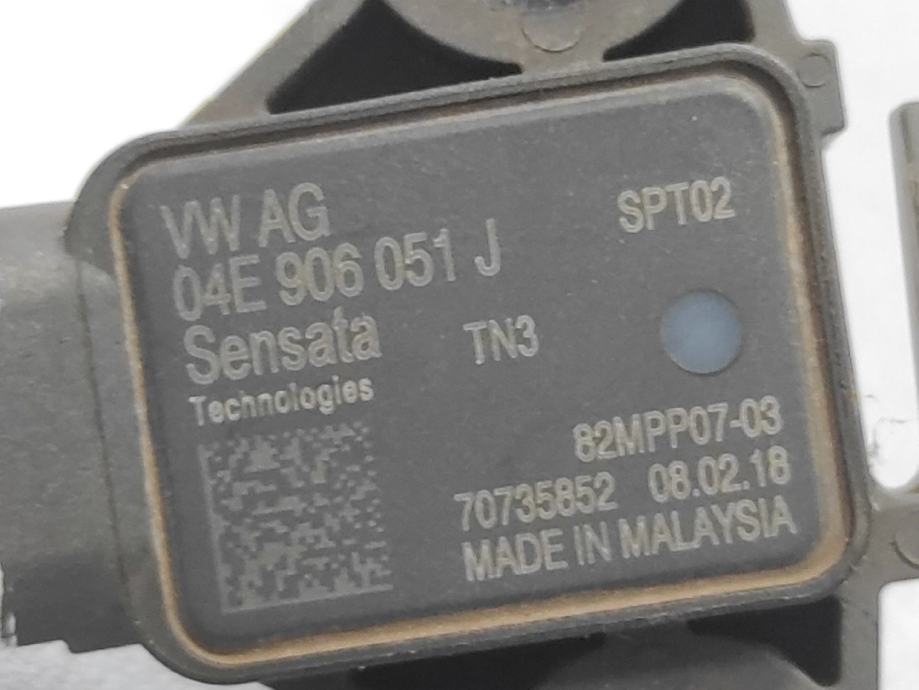 VW AG
SPT02
04E 906 051 J
Sensata
TN3
Technologies
82MPP07-03
70735852 08.02.18
MADE IN MALAYSIA